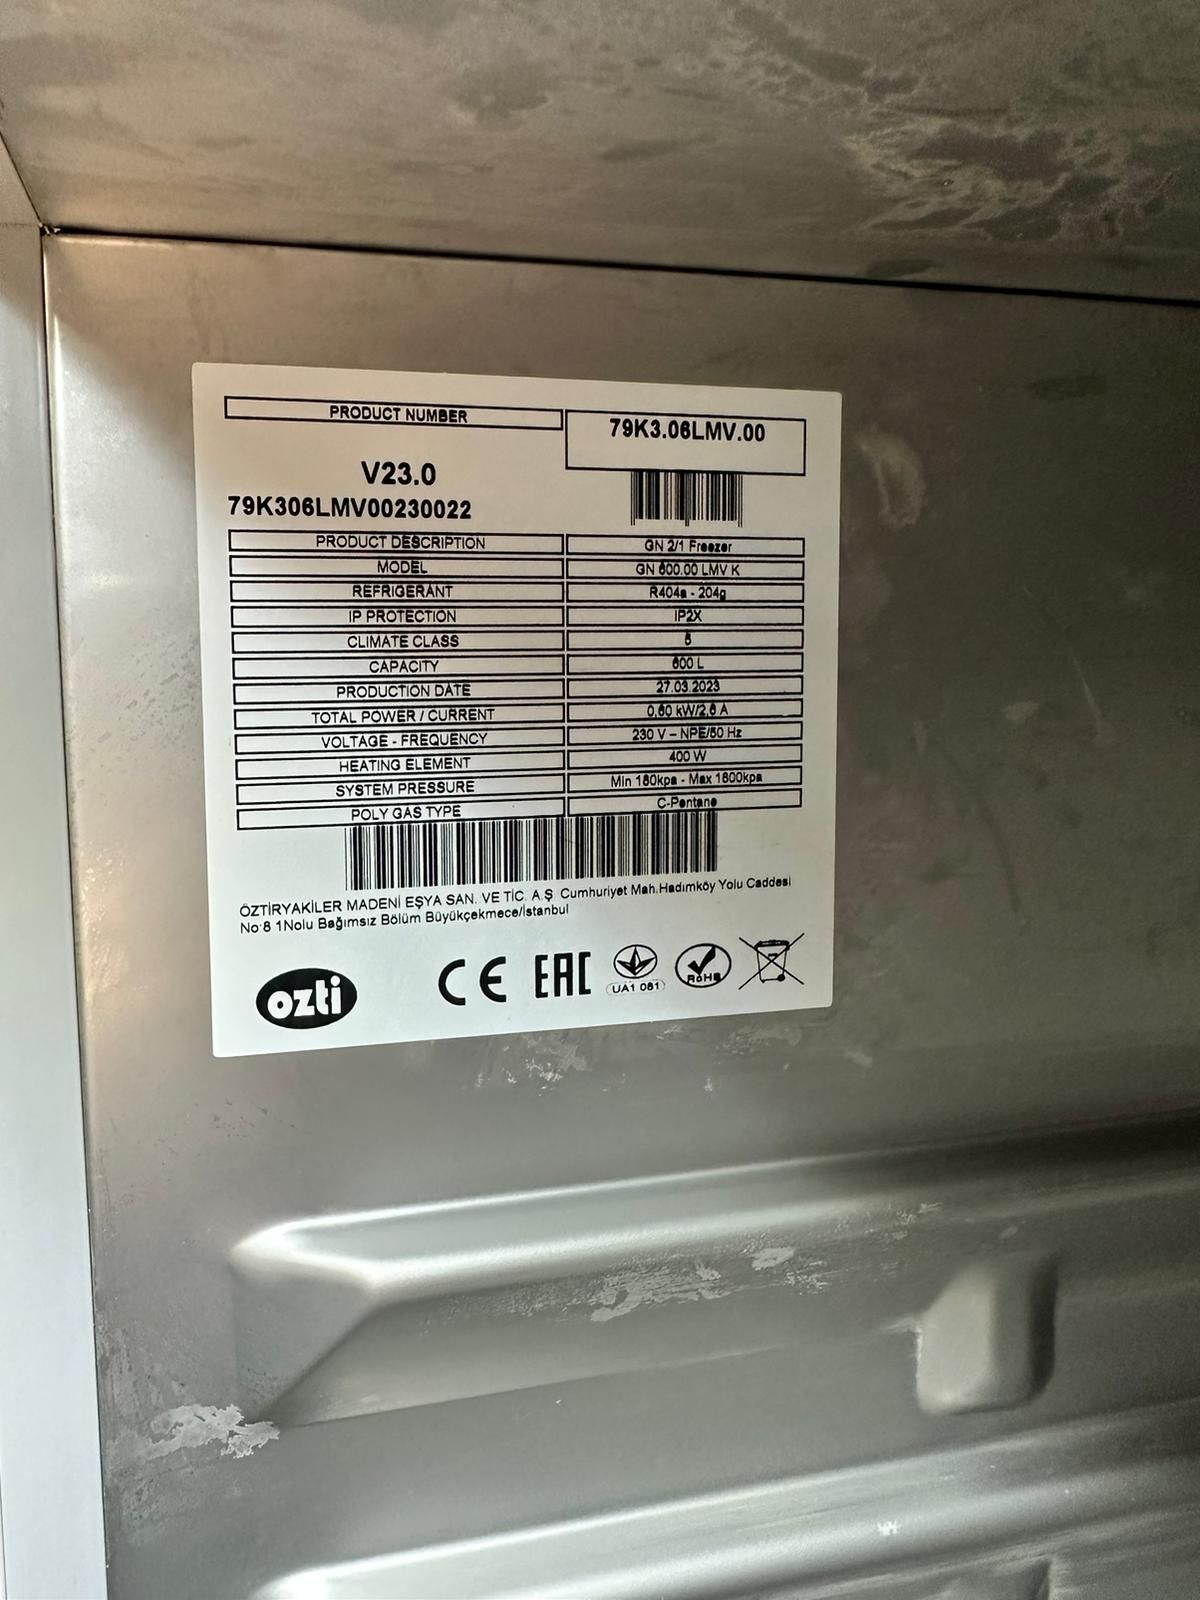 PRODUCT NUMBER 79K3.06LMV.00
V23.0
79K306LMV00230022
PRODUCT DESCRIPTION GN 2/1 Freezer
MODEL GN 600.00 LMV K
REFRIGERANT R404a - 204g
IP PROTECTION IP2X
CLIMATE CLASS 5
CAPACITY 600 L
PRODUCTION DATE 27.03.2023
TOTAL POWER / CURRENT 0,60 kW/2,6 A
VOLTAGE - FREQUENCY 230 V – NPE/50 Hz
HEATING ELEMENT 400 W
SYSTEM PRESSURE Min 160kpa - Max 1600kpa
POLY GAS TYPE C-Pentane
ÖZTİRYAKİLER MADENİ EŞYA SAN. VE TİC. A.Ş. Cumhuriyet Mah.Hadımköy Yolu Caddesi
No:8 1Nolu Bağımsız Bölüm Büyükçekmece/İstanbul
ozti CE EAC UA1 081 RoHS